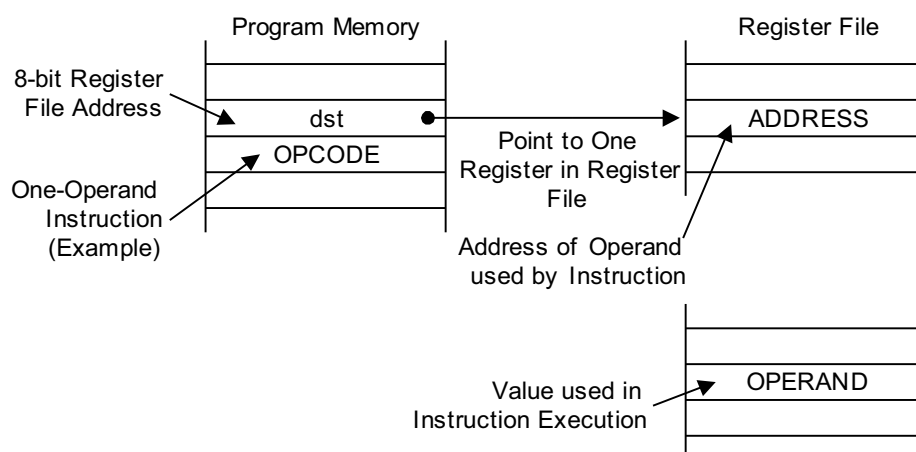 Program Memory
Register File
8-bit Register
File Address
dst
ADDRESS
OPCODE
Point to One
Register in Register
File
One-Operand
Instruction
(Example)
Address of Operand
used by Instruction
OPERAND
Value used in
Instruction Execution